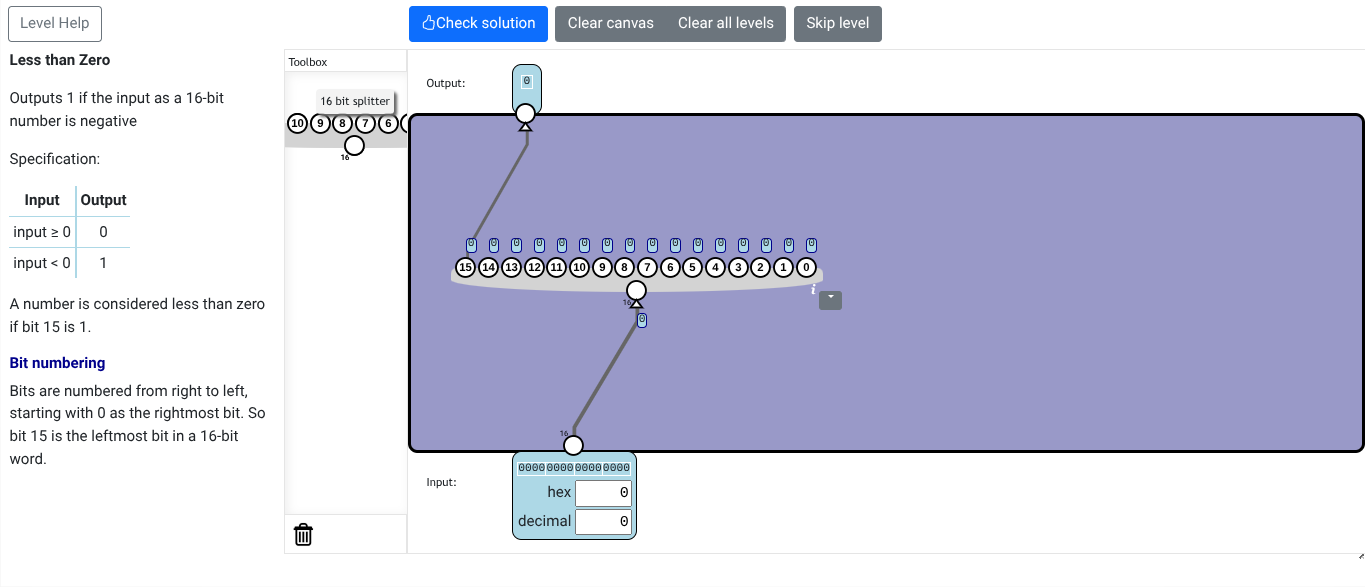 Level Help
Check solution
Clear canvas
Clear all levels
Skip level
Less than Zero
Outputs 1 if the input as a 16-bit
number is negative
Specification:
Input Output
input ≥ 0 0
input < 0 1
A number is considered less than zero
if bit 15 is 1.
Bit numbering
Bits are numbered from right to left,
starting with 0 as the rightmost bit. So
bit 15 is the leftmost bit in a 16-bit
word.
Toolbox
16 bit splitter
10 9 8 7 6
16
Output:
0
0 0 0 0 0 0 0 0 0 0 0 0 0 0 0 0
15 14 13 12 11 10 9 8 7 6 5 4 3 2 1 0
i
16
0
16
Input:
0000 0000 0000 0000
hex 0
decimal 0